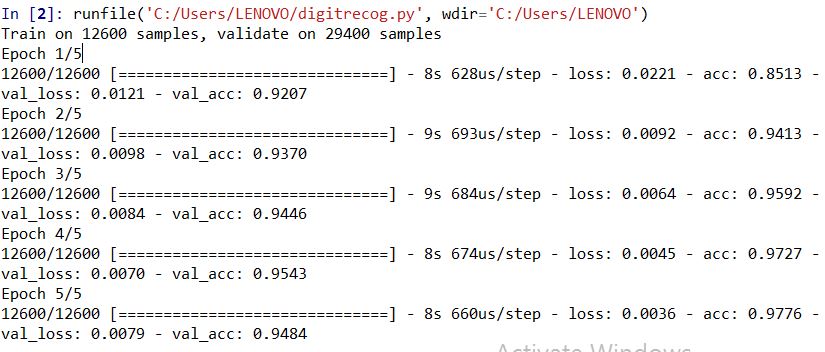 In [2]: runfile('C:/Users/LENOVO/digitrecog.py', wdir='C:/Users/LENOVO')
Train on 12600 samples, validate on 29400 samples
Epoch 1/5
12600/12600 [==============================] - 8s 628us/step - loss: 0.0221 - acc: 0.8513 -
val_loss: 0.0121 - val_acc: 0.9207
Epoch 2/5
12600/12600 [==============================] - 9s 693us/step - loss: 0.0092 - acc: 0.9413 -
val_loss: 0.0098 - val_acc: 0.9370
Epoch 3/5
12600/12600 [==============================] - 9s 684us/step - loss: 0.0064 - acc: 0.9592 -
val_loss: 0.0084 - val_acc: 0.9446
Epoch 4/5
12600/12600 [==============================] - 8s 674us/step - loss: 0.0045 - acc: 0.9727 -
val_loss: 0.0070 - val_acc: 0.9543
Epoch 5/5
12600/12600 [==============================] - 8s 660us/step - loss: 0.0036 - acc: 0.9776 -
val_loss: 0.0079 - val_acc: 0.9484
Activate Windows